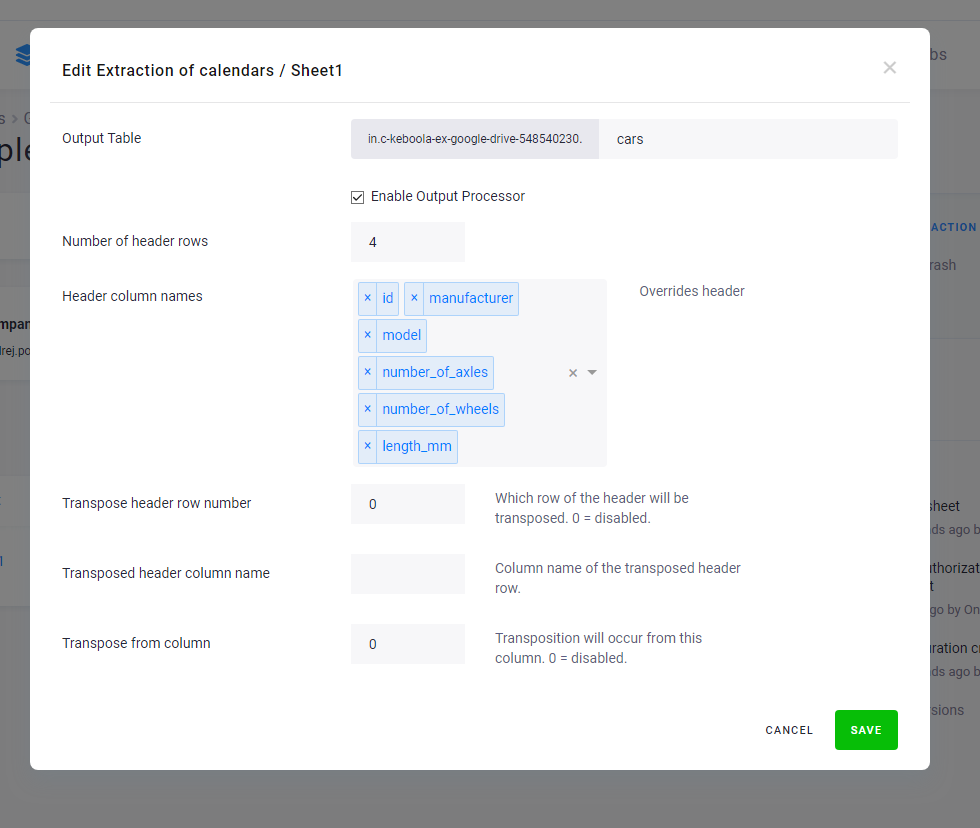 Edit Extraction of calendars / Sheet1
×
Output Table
in.c-keboola-ex-google-drive-548540230. cars
Enable Output Processor
Number of header rows 4
Header column names
× id × manufacturer
Overrides header
× model
× number_of_axles
× number_of_wheels
× length_mm
Transpose header row number 0
Which row of the header will be
transposed. 0 = disabled.
Transposed header column name
Column name of the transposed header
row.
Transpose from column 0
Transposition will occur from this
column. 0 = disabled.
CANCEL SAVE